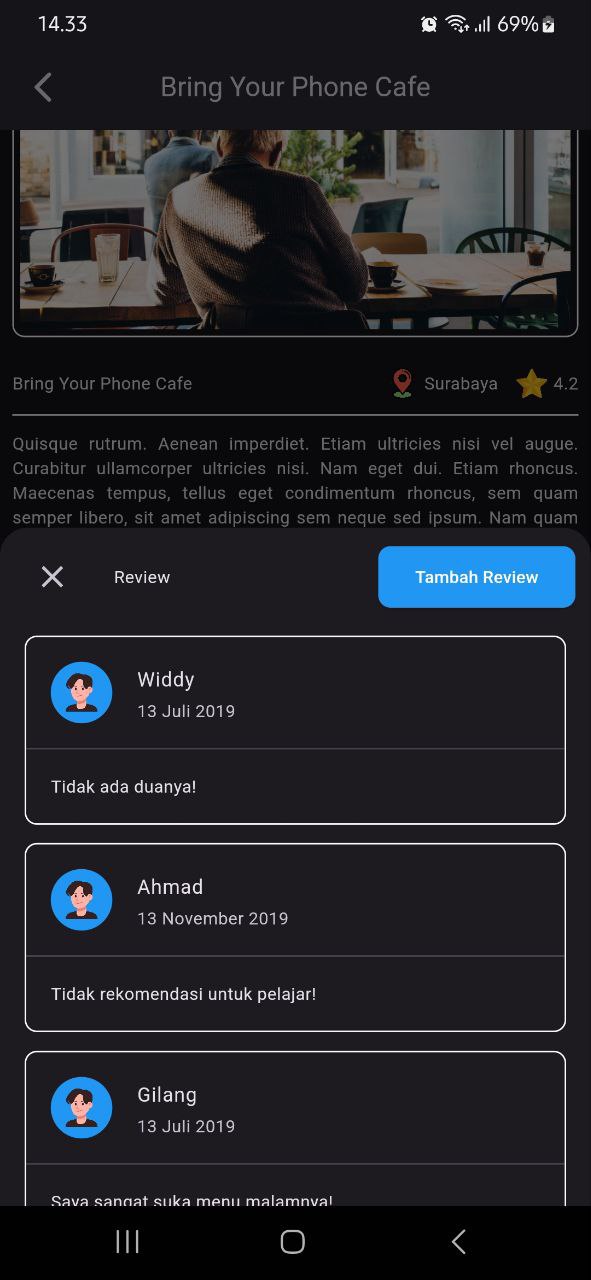 14.33
69%
Bring Your Phone Cafe
Bring Your Phone Cafe
Surabaya
4.2
Quisque rutrum. Aenean imperdiet. Etiam ultricies nisi vel augue.
Curabitur ullamcorper ultricies nisi. Nam eget dui. Etiam rhoncus.
Maecenas tempus, tellus eget condimentum rhoncus, sem quam
semper libero, sit amet adipiscing sem neque sed ipsum. Nam quam
Review
Tambah Review
Widdy
13 Juli 2019
Tidak ada duanya!
Ahmad
13 November 2019
Tidak rekomendasi untuk pelajar!
Gilang
13 Juli 2019
Saya sangat suka menu malamnya!